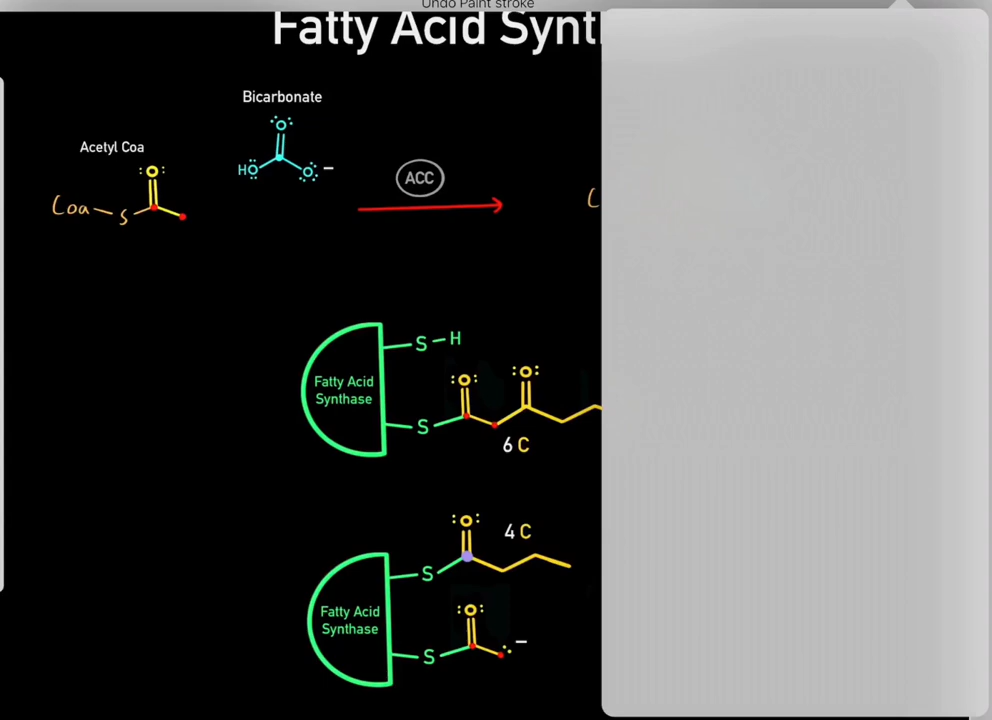 Undo Paint stroke
Fatty Acid Synt
Bicarbonate
Acetyl Coa
:O:
:O:
HO
O
−
ACC
Coa
S
C
S
H
Fatty Acid
Synthase
:O:
:O:
S
6 C
:O:
4 C
S
Fatty Acid
Synthase
:O:
S
−